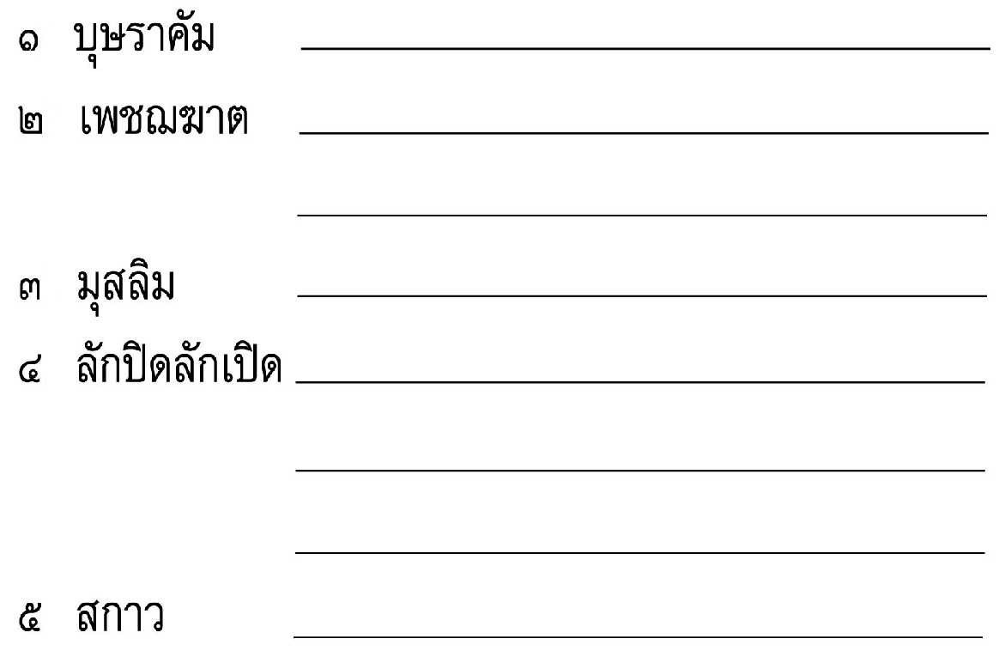 ๑ บุษราคัม
๒ เพชฌฆาต
๓ มุสลิม
๔ ลักปิดลักเปิด
๕ สกาว